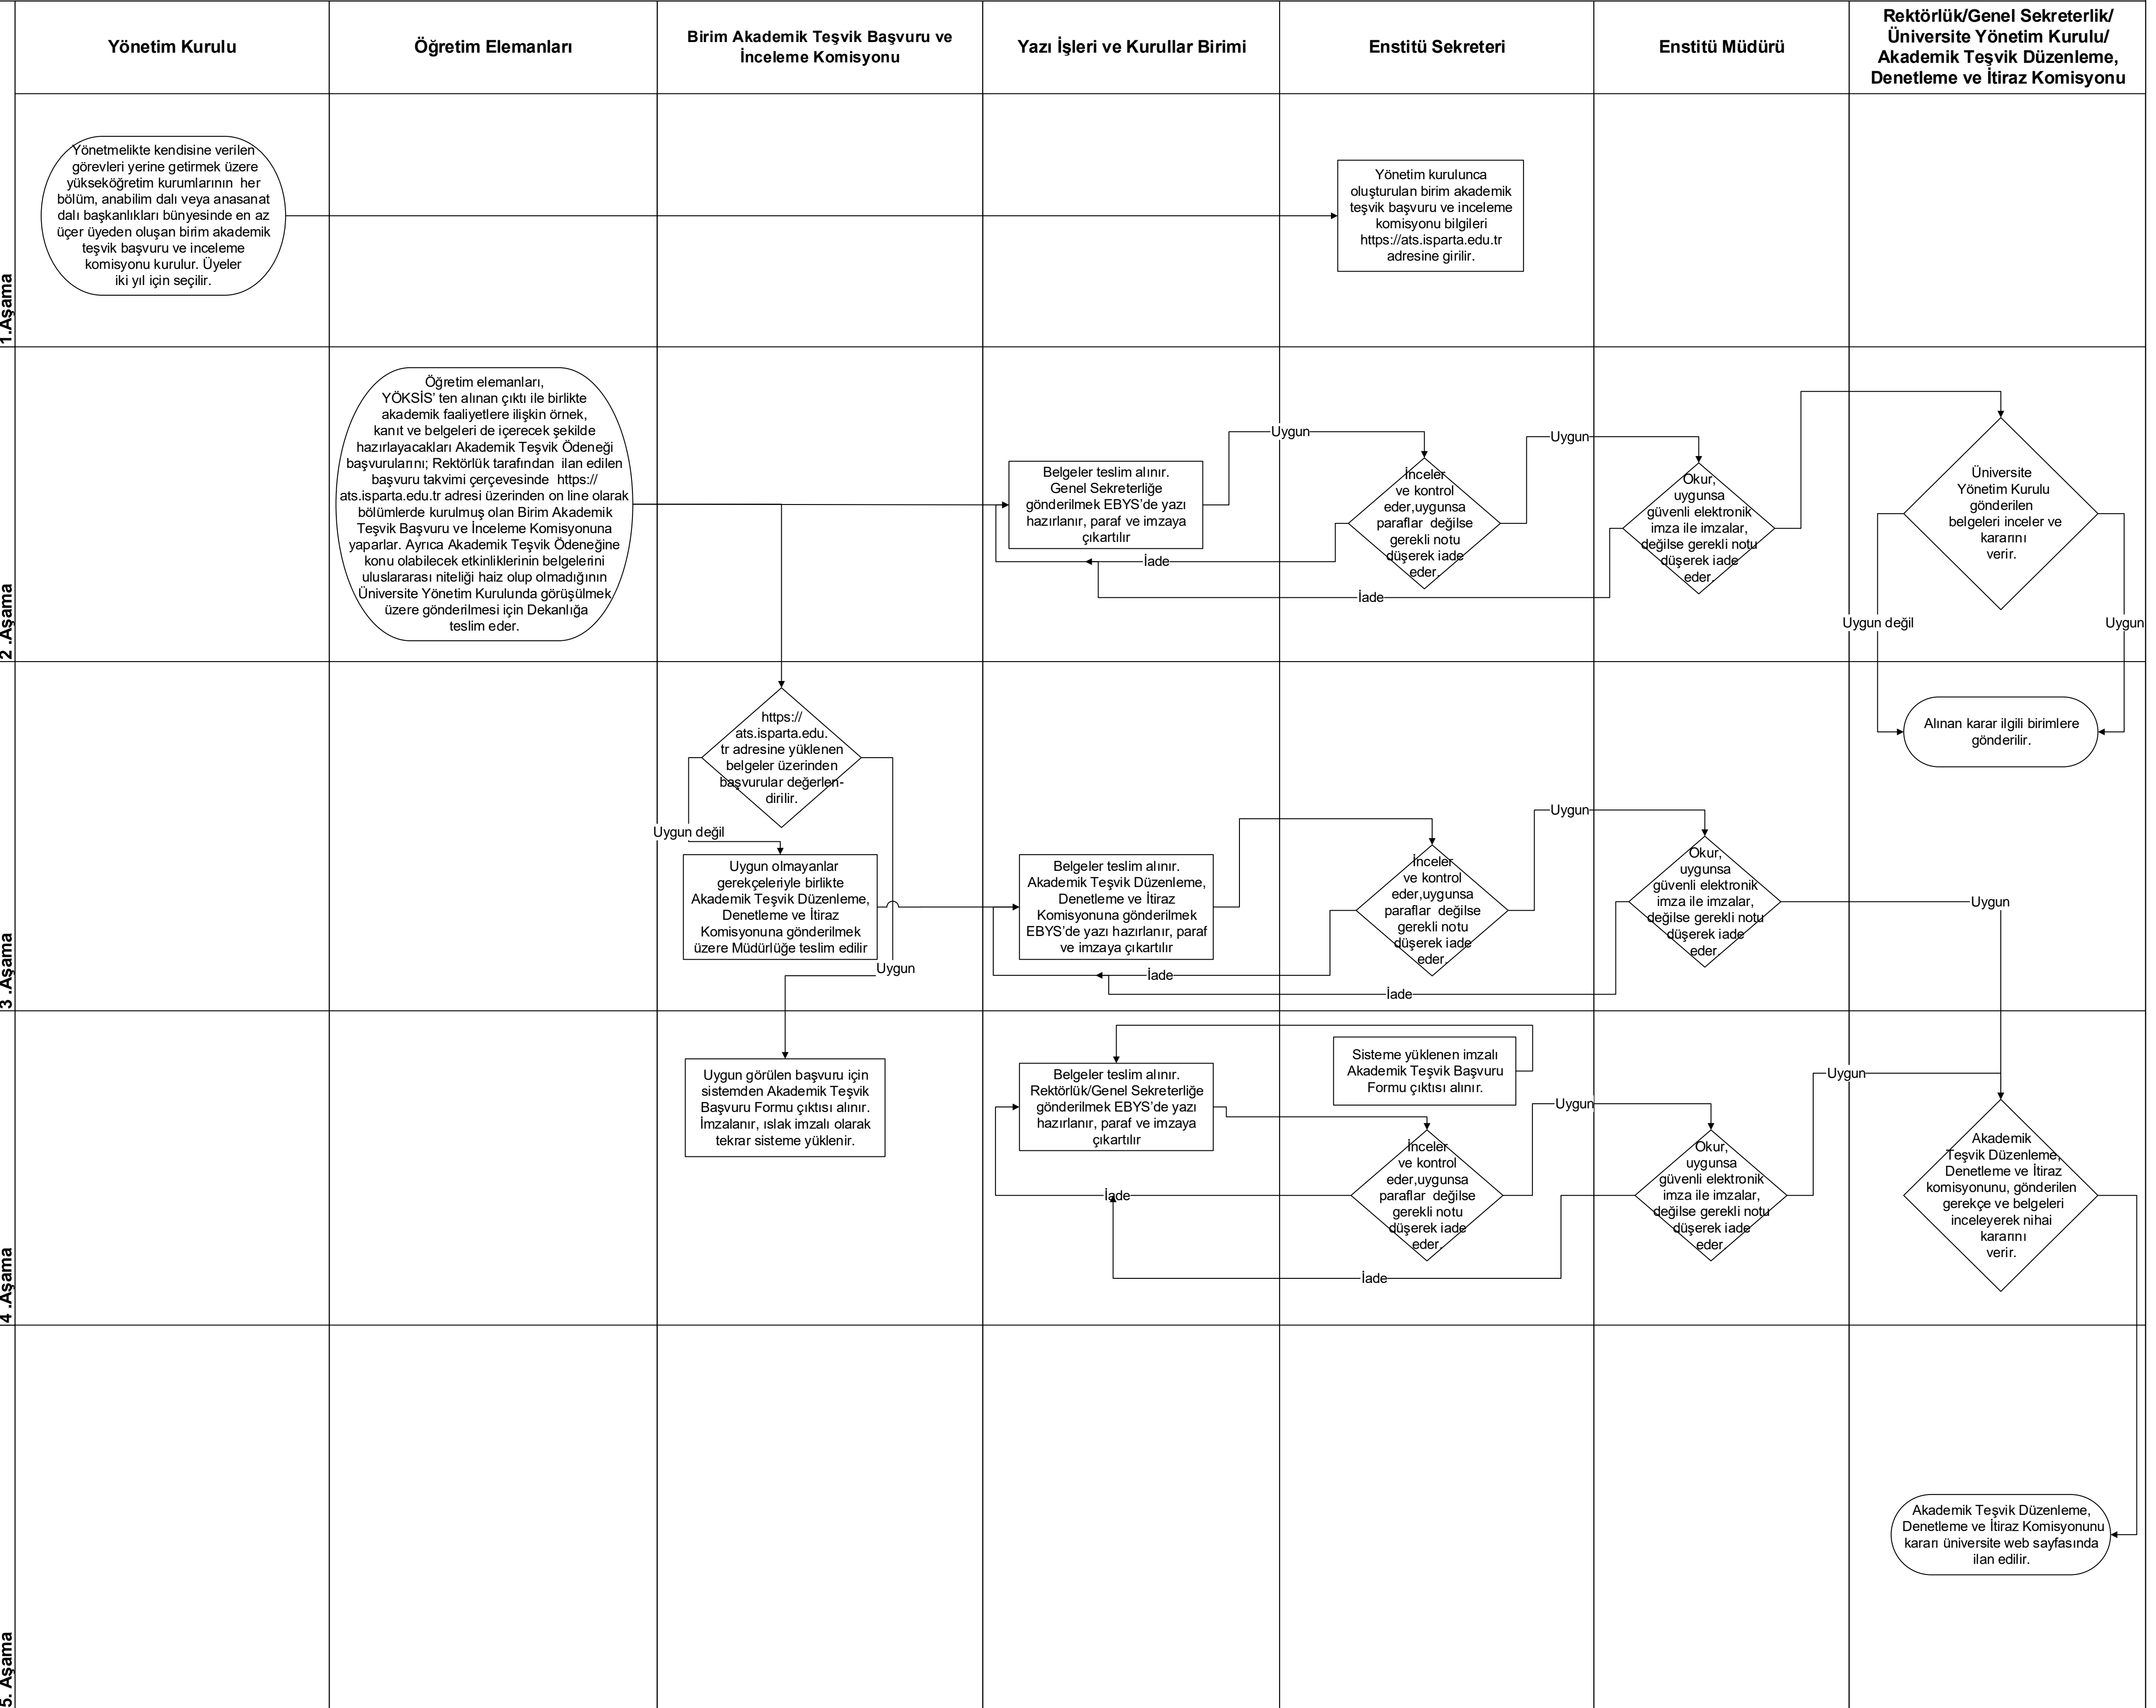 Yönetim Kurulu
Öğretim Elemanları
Birim Akademik Teşvik Başvuru ve
İnceleme Komisyonu
Yazı İşleri ve Kurullar Birimi
Enstitü Sekreteri
Enstitü Müdürü
Rektörlük/Genel Sekreterlik/
Üniversite Yönetim Kurulu/
Akademik Teşvik Düzenleme,
Denetleme ve İtiraz Komisyonu
1.Aşama
Yönetmelikte kendisine verilen
görevleri yerine getirmek üzere
yükseköğretim kurumlarının  her
bölüm, anabilim dalı veya anasanat
dalı başkanlıkları bünyesinde en az
üçer üyeden oluşan birim akademik
teşvik başvuru ve inceleme
komisyonu kurulur. Üyeler
iki yıl için seçilir.
Yönetim kurulunca
oluşturulan birim akademik
teşvik başvuru ve inceleme
komisyonu bilgileri
https://ats.isparta.edu.tr
adresine girilir.
2 .Aşama
Öğretim elemanları,
YÖKSİS’ ten alınan çıktı ile birlikte
akademik faaliyetlere ilişkin örnek,
kanıt ve belgeleri de içerecek şekilde
hazırlayacakları Akademik Teşvik Ödeneği
başvurularını; Rektörlük tarafından  ilan edilen
başvuru takvimi çerçevesinde  https://
ats.isparta.edu.tr adresi üzerinden on line olarak
bölümlerde kurulmuş olan Birim Akademik
Teşvik Başvuru ve İnceleme Komisyonuna
yaparlar. Ayrıca Akademik Teşvik Ödeneğine
konu olabilecek etkinliklerinin belgelerini
uluslararası niteliği haiz olup olmadığının
Üniversite Yönetim Kurulunda görüşülmek
üzere gönderilmesi için Dekanlığa
teslim eder.
Belgeler teslim alınır.
Genel Sekreterliğe
gönderilmek EBYS’de yazı
hazırlanır, paraf ve imzaya
çıkartılır
Uygun
İnceler
ve kontrol
eder,uygunsa
paraflar  değilse
gerekli notu
düşerek iade
eder.
İade
Uygun
Okur,
uygunsa
güvenli elektronik
imza ile imzalar,
değilse gerekli notu
düşerek iade
eder.
İade
Üniversite
Yönetim Kurulu
gönderilen
belgeleri inceler ve
kararını
verir.
Uygun değil
Uygun
3 .Aşama
https://
ats.isparta.edu.
tr adresine yüklenen
belgeler üzerinden
başvurular değerlen-
dirilir.
Uygun değil
Uygun olmayanlar
gerekçeleriyle birlikte
Akademik Teşvik Düzenleme,
Denetleme ve İtiraz
Komisyonuna gönderilmek
üzere Müdürlüğe teslim edilir
Uygun
Belgeler teslim alınır.
Akademik Teşvik Düzenleme,
Denetleme ve İtiraz
Komisyonuna gönderilmek
EBYS’de yazı hazırlanır, paraf
ve imzaya çıkartılır
İnceler
ve kontrol
eder,uygunsa
paraflar  değilse
gerekli notu
düşerek iade
eder.
İade
Uygun
Okur,
uygunsa
güvenli elektronik
imza ile imzalar,
değilse gerekli notu
düşerek iade
eder.
İade
Uygun
Alınan karar ilgili birimlere
gönderilir.
4 .Aşama
Uygun görülen başvuru için
sistemden Akademik Teşvik
Başvuru Formu çıktısı alınır.
İmzalanır, ıslak imzalı olarak
tekrar sisteme yüklenir.
Belgeler teslim alınır.
Rektörlük/Genel Sekreterliğe
gönderilmek EBYS’de yazı
hazırlanır, paraf ve imzaya
çıkartılır
Sisteme yüklenen imzalı
Akademik Teşvik Başvuru
Formu çıktısı alınır.
İnceler
ve kontrol
eder,uygunsa
paraflar  değilse
gerekli notu
düşerek iade
eder.
İade
Uygun
Okur,
uygunsa
güvenli elektronik
imza ile imzalar,
değilse gerekli notu
düşerek iade
eder.
İade
Uygun
Akademik
Teşvik Düzenleme,
Denetleme ve İtiraz
komisyonunu, gönderilen
gerekçe ve belgeleri
inceleyerek nihai
kararını
verir.
5. Aşama
Akademik Teşvik Düzenleme,
Denetleme ve İtiraz Komisyonunu
kararı üniversite web sayfasında
ilan edilir.